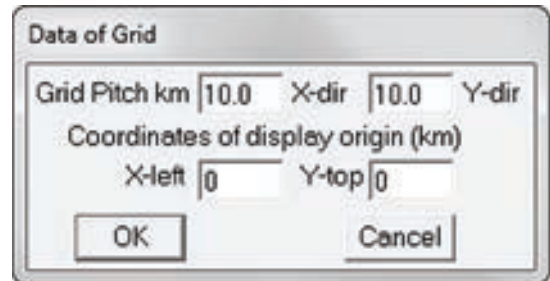 Data of Grid
Grid Pitch km 10.0 X-dir 10.0 Y-dir
Coordinates of display origin (km)
X-left 0 Y-top 0
OK Cancel